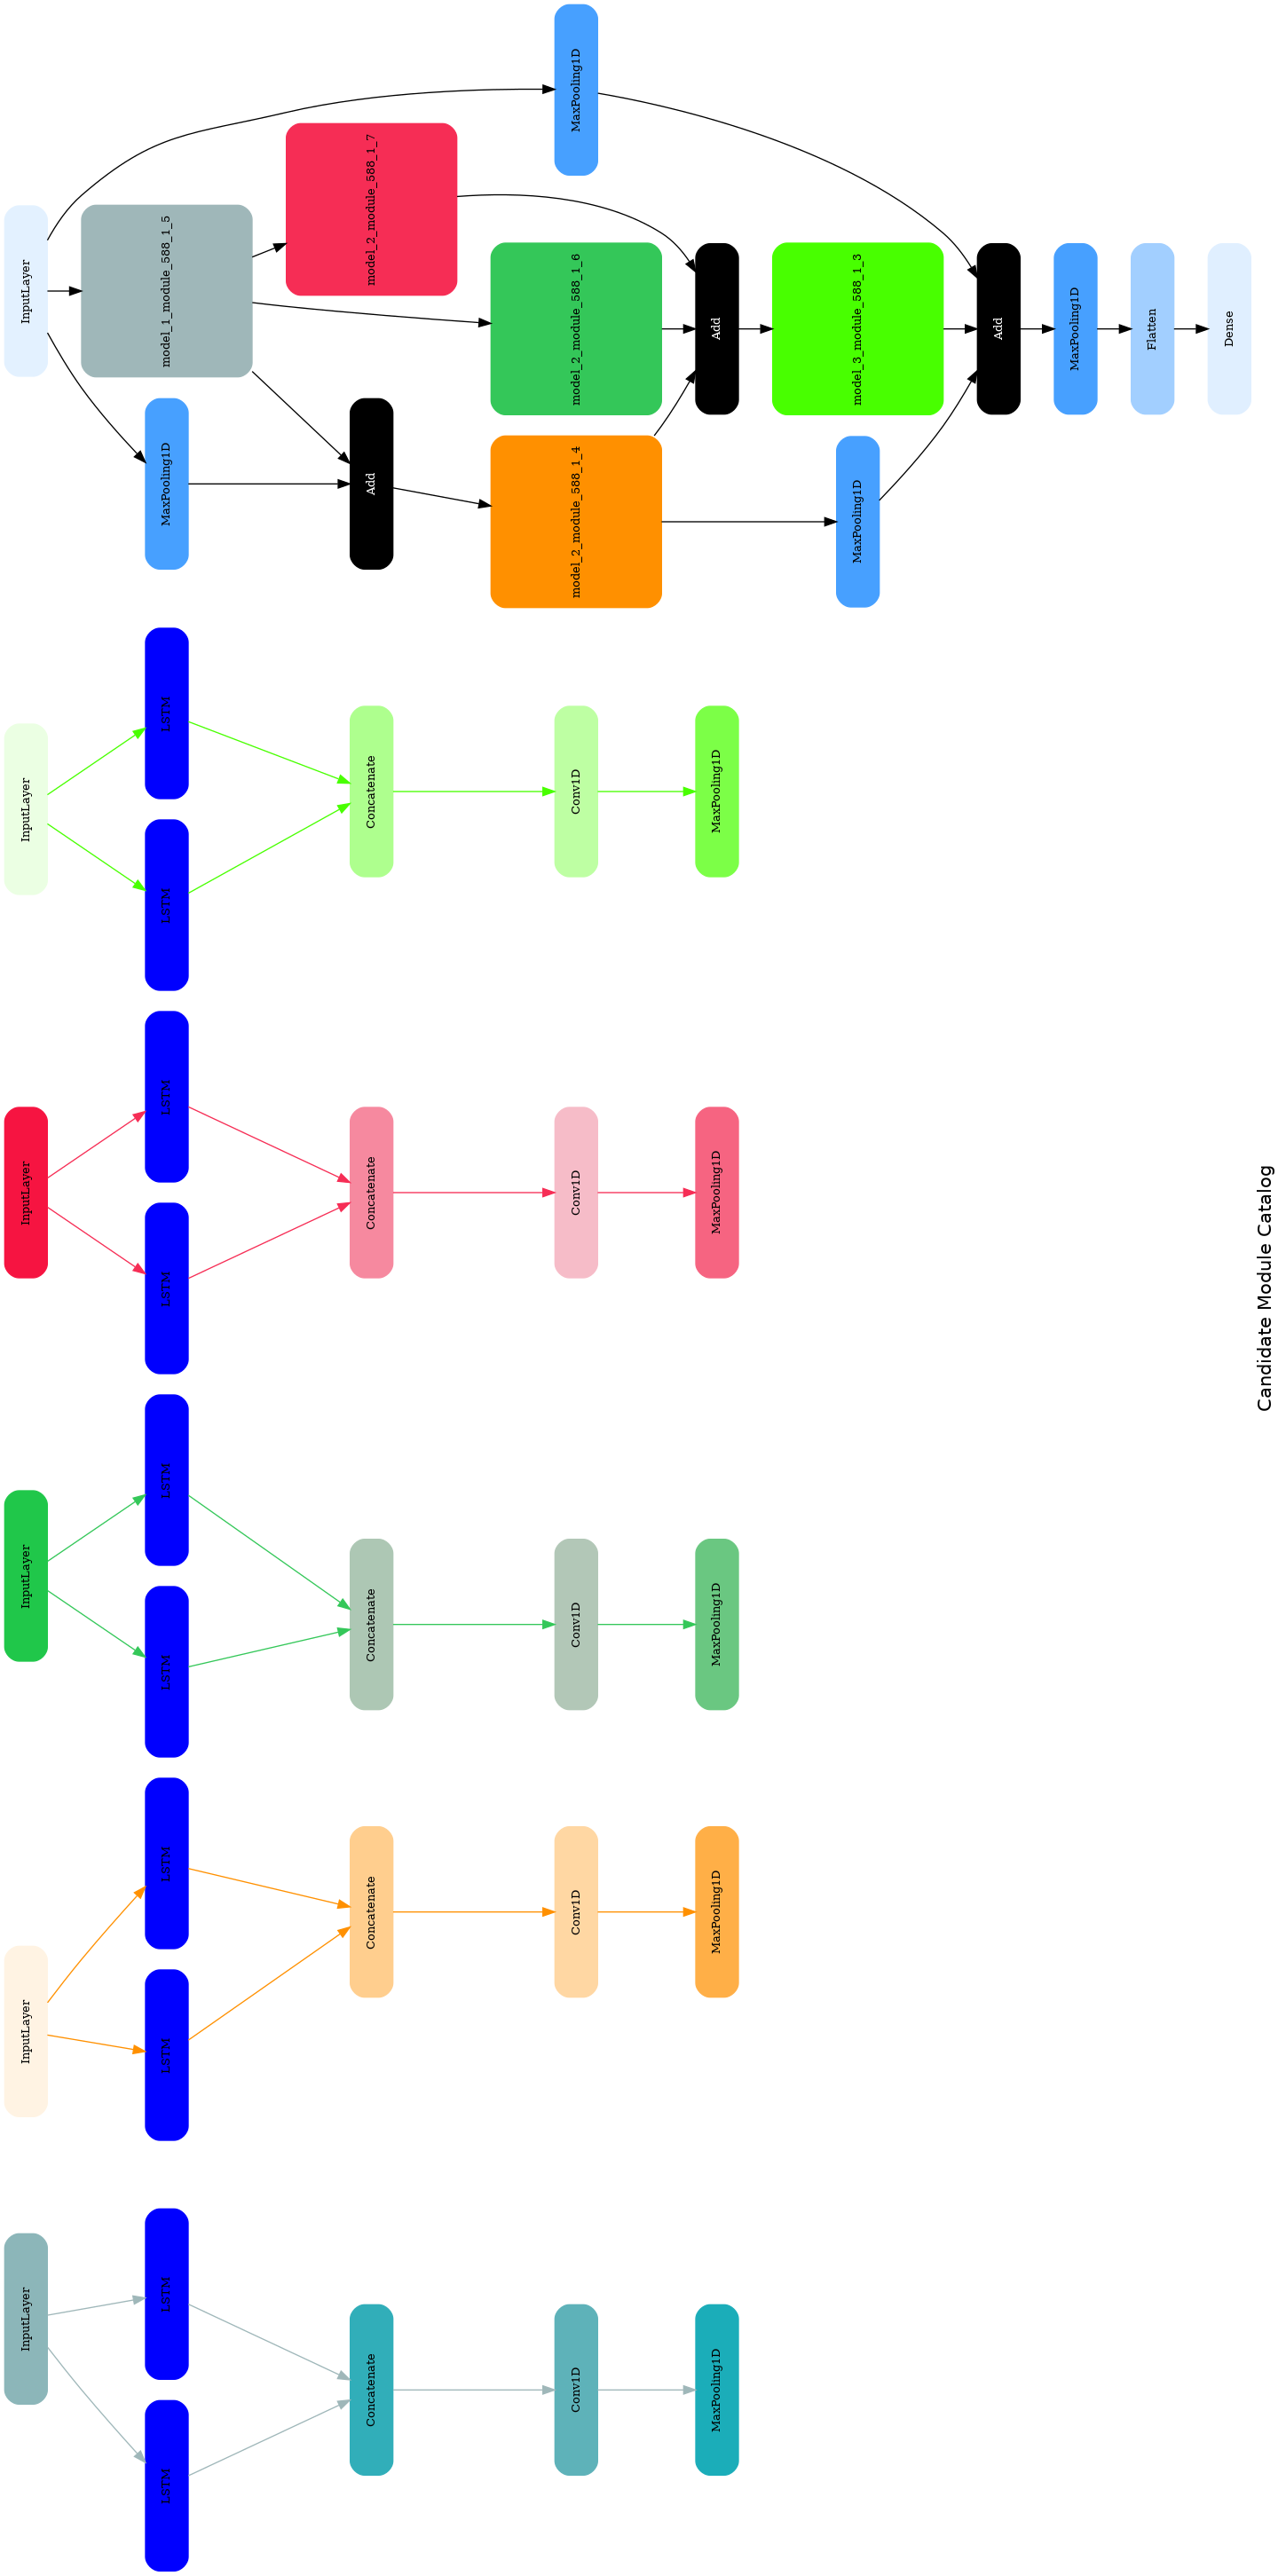 InputLayer
LSTM
LSTM
Concatenate
Conv1D
MaxPooling1D
InputLayer
LSTM
LSTM
Concatenate
Conv1D
MaxPooling1D
InputLayer
LSTM
LSTM
Concatenate
Conv1D
MaxPooling1D
InputLayer
LSTM
LSTM
Concatenate
Conv1D
MaxPooling1D
InputLayer
LSTM
LSTM
Concatenate
Conv1D
MaxPooling1D
InputLayer
MaxPooling1D
model_1_module_588_1_5
Add
model_2_module_588_1_7
model_2_module_588_1_4
model_2_module_588_1_6
MaxPooling1D
Add
MaxPooling1D
model_3_module_588_1_3
Add
MaxPooling1D
Flatten
Dense
Candidate Module Catalog